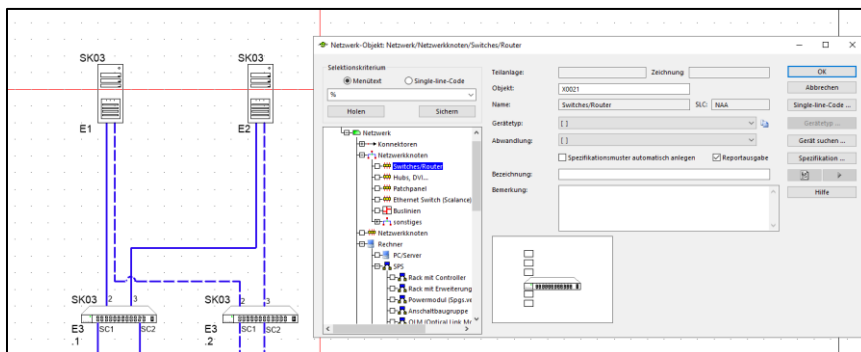 SK03
SK03
E1
E2
SK03
2
3
SK03
2
3
E3
.1
SC1
SC2
E3
.2
SC1
SC2
Netzwerk-Objekt: Netzwerk/Netzwerkknoten/Switches/Router
Selektionskriterium
Menütext
Single-line-Code
%
Holen
Sichern
Netzwerk
Konnektoren
Netzwerkknoten
Switches/Router
Hubs, DVI...
Patchpanel
Ethernet Switch (Scalance)
Buslinien
sonstiges
Netzwerkknoten
Rechner
PC/Server
SPS
Rack mit Controller
Rack mit Erweiterung
Powermodul (Spgs.ve
Anschaltbaugruppe
OLM (Optical Link Mo
Teilanlage:
Zeichnung
Objekt:
X0021
Name:
Switches/Router
SLC:
NAA
Gerätetyp:
[ ]
Abwandlung:
[ ]
Spezifikationsmuster automatisch anlegen
Reportausgabe
Bezeichnung:
Bemerkung:
OK
Abbrechen
Single-line-Code ...
Gerätetyp ...
Gerät suchen ...
Spezifikation ...
Hilfe